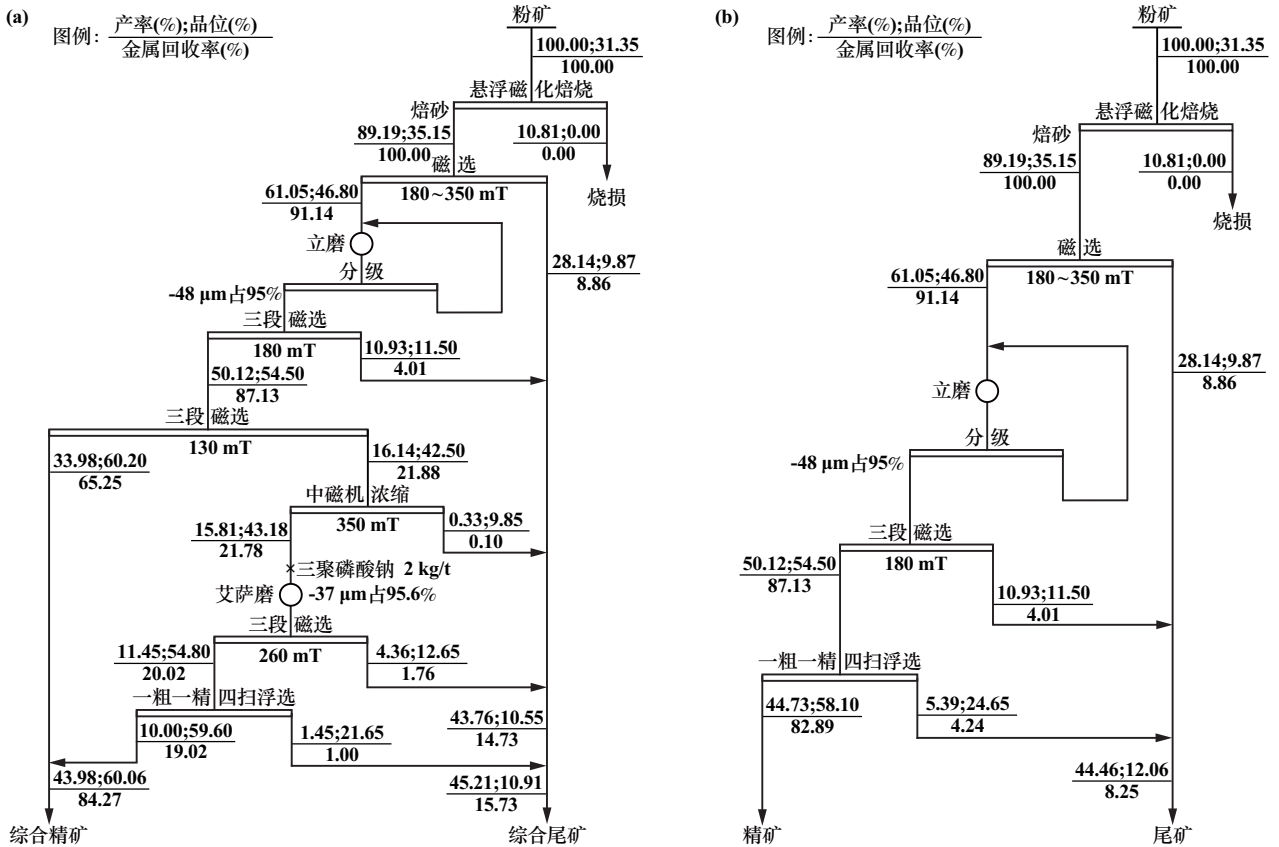 (a)
图例: 产率(%);品位(%)
金属回收率(%)
粉矿
100.00;31.35
100.00
悬浮磁化焙烧
焙砂
89.19;35.15
100.00
10.81;0.00
0.00
烧损
磁选
180~350 mT
61.05;46.80
91.14
立磨
分级
28.14;9.87
8.86
-48 μm占95%
三段磁选
180 mT
10.93;11.50
4.01
50.12;54.50
87.13
三段磁选
130 mT
33.98;60.20
65.25
16.14;42.50
21.88
中磁机浓缩
350 mT
15.81;43.18
21.78
0.33;9.85
0.10
三聚磷酸钠 2 kg/t
艾萨磨
-37 μm占95.6%
三段磁选
260 mT
11.45;54.80
20.02
4.36;12.65
1.76
一粗一精四扫浮选
10.00;59.60
19.02
1.45;21.65
1.00
43.76;10.55
14.73
43.98;60.06
84.27
45.21;10.91
15.73
综合精矿
综合尾矿
(b)
图例: 产率(%);品位(%)
金属回收率(%)
粉矿
100.00;31.35
100.00
悬浮磁化焙烧
焙砂
89.19;35.15
100.00
10.81;0.00
0.00
烧损
磁选
180~350 mT
61.05;46.80
91.14
28.14;9.87
8.86
立磨
分级
-48 μm占95%
三段磁选
180 mT
50.12;54.50
87.13
10.93;11.50
4.01
一粗一精四扫浮选
44.73;58.10
82.89
5.39;24.65
4.24
44.46;12.06
8.25
精矿
尾矿